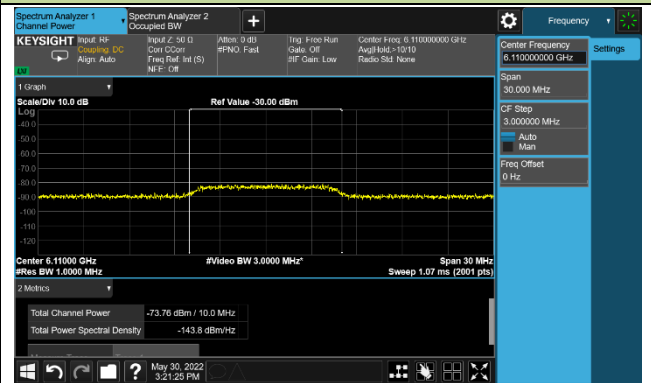 Spectrum Analyzer 1
Channel Power
Spectrum Analyzer 2
Occupied BW
Frequency
KEYSIGHT
Input: RF
Coupling: DC
Align: Auto
Input Z: 50 Ω
Corr CCorr
Freq Ref: Int (S)
NFE: Off
Atten: 0 dB
#PNO: Fast
Trig: Free Run
Gate: Off
#IF Gain: Low
Center Freq: 6.110000000 GHz
Avg|Hold:>10/10
Radio Std: None
LU
Center Frequency
6.110000000 GHz
Settings
Span
30.000 MHz
CF Step
3.000000 MHz
Auto
Man
Freq Offset
0 Hz
1 Graph
Scale/Div 10.0 dB
Ref Value -30.00 dBm
Log
-40.0
-50.0
-60.0
-70.0
-80.0
-90.0
-100
-110
-120
Center 6.11000 GHz
#Video BW 3.0000 MHz*
Span 30 MHz
#Res BW 1.0000 MHz
Sweep 1.07 ms (2001 pts)
2 Metrics
Total Channel Power
-73.76 dBm / 10.0 MHz
Total Power Spectral Density
-143.8 dBm/Hz
?
May 30, 2022
3:21:25 PM